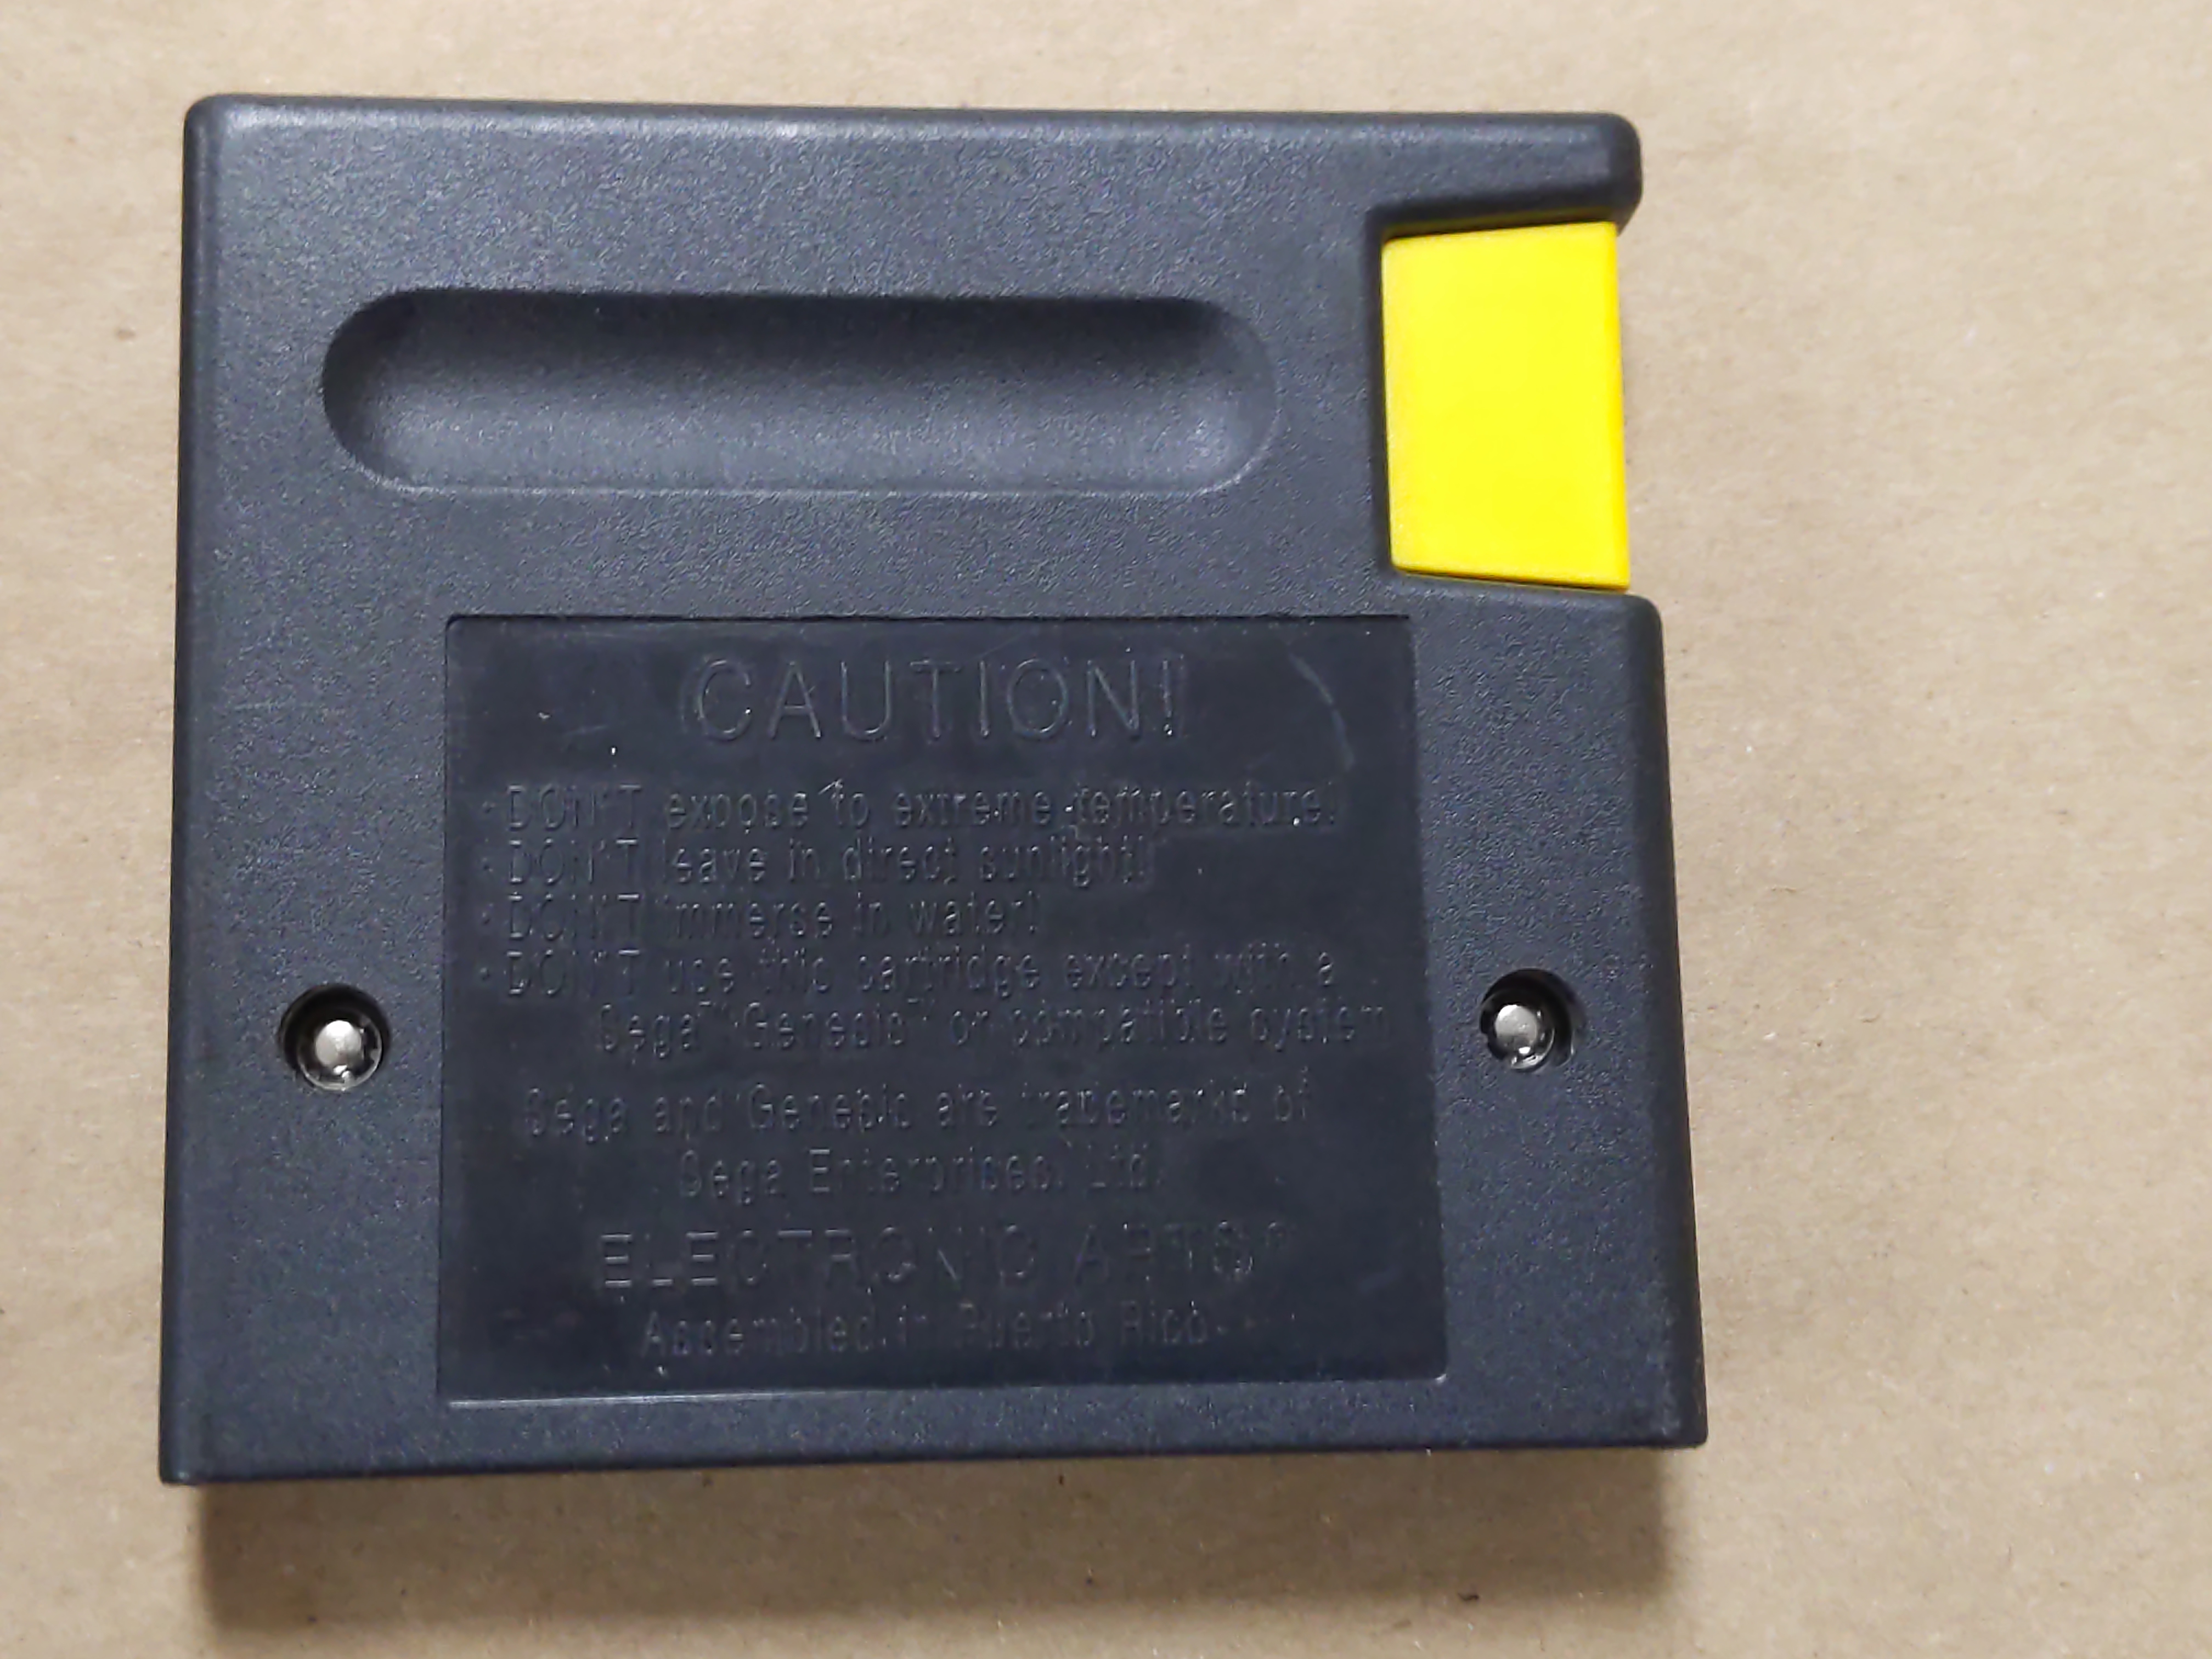 CAUTION!
· DON'T expose to extreme temperature!
· DON'T leave in direct sunlight!
· DON'T immerse in water!
· DON'T use this cartridge except with a
Sega™ Genesis™ or compatible system
Sega and Genesis are trademarks of
Sega Enterprises, Ltd.
ELECTRONIC ARTS®
Assembled in Puerto Rico